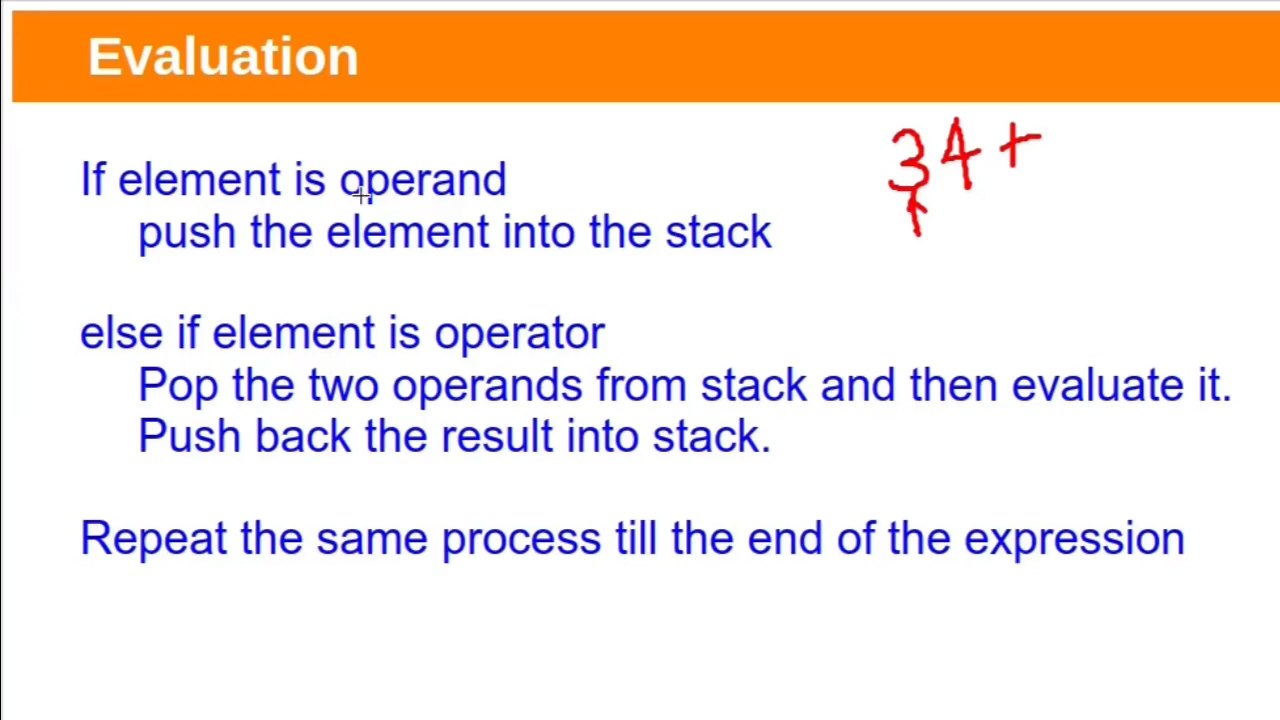 Evaluation
34+
If element is operand
push the element into the stack
else if element is operator
Pop the two operands from stack and then evaluate it.
Push back the result into stack.
Repeat the same process till the end of the expression